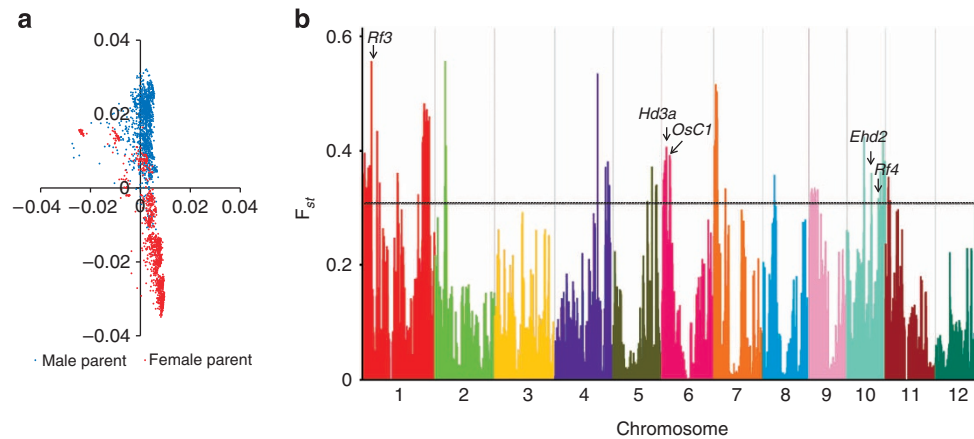 a
0.04
0.02
0
−0.04
−0.02
0.02
0.04
−0.02
−0.04
Male parent
Female parent
b
0.6
0.4
0.2
0
Fst
Rf3
Hd3a
OsC1
Ehd2
Rf4
1 2 3 4 5 6 7 8 9 10 11 12
Chromosome